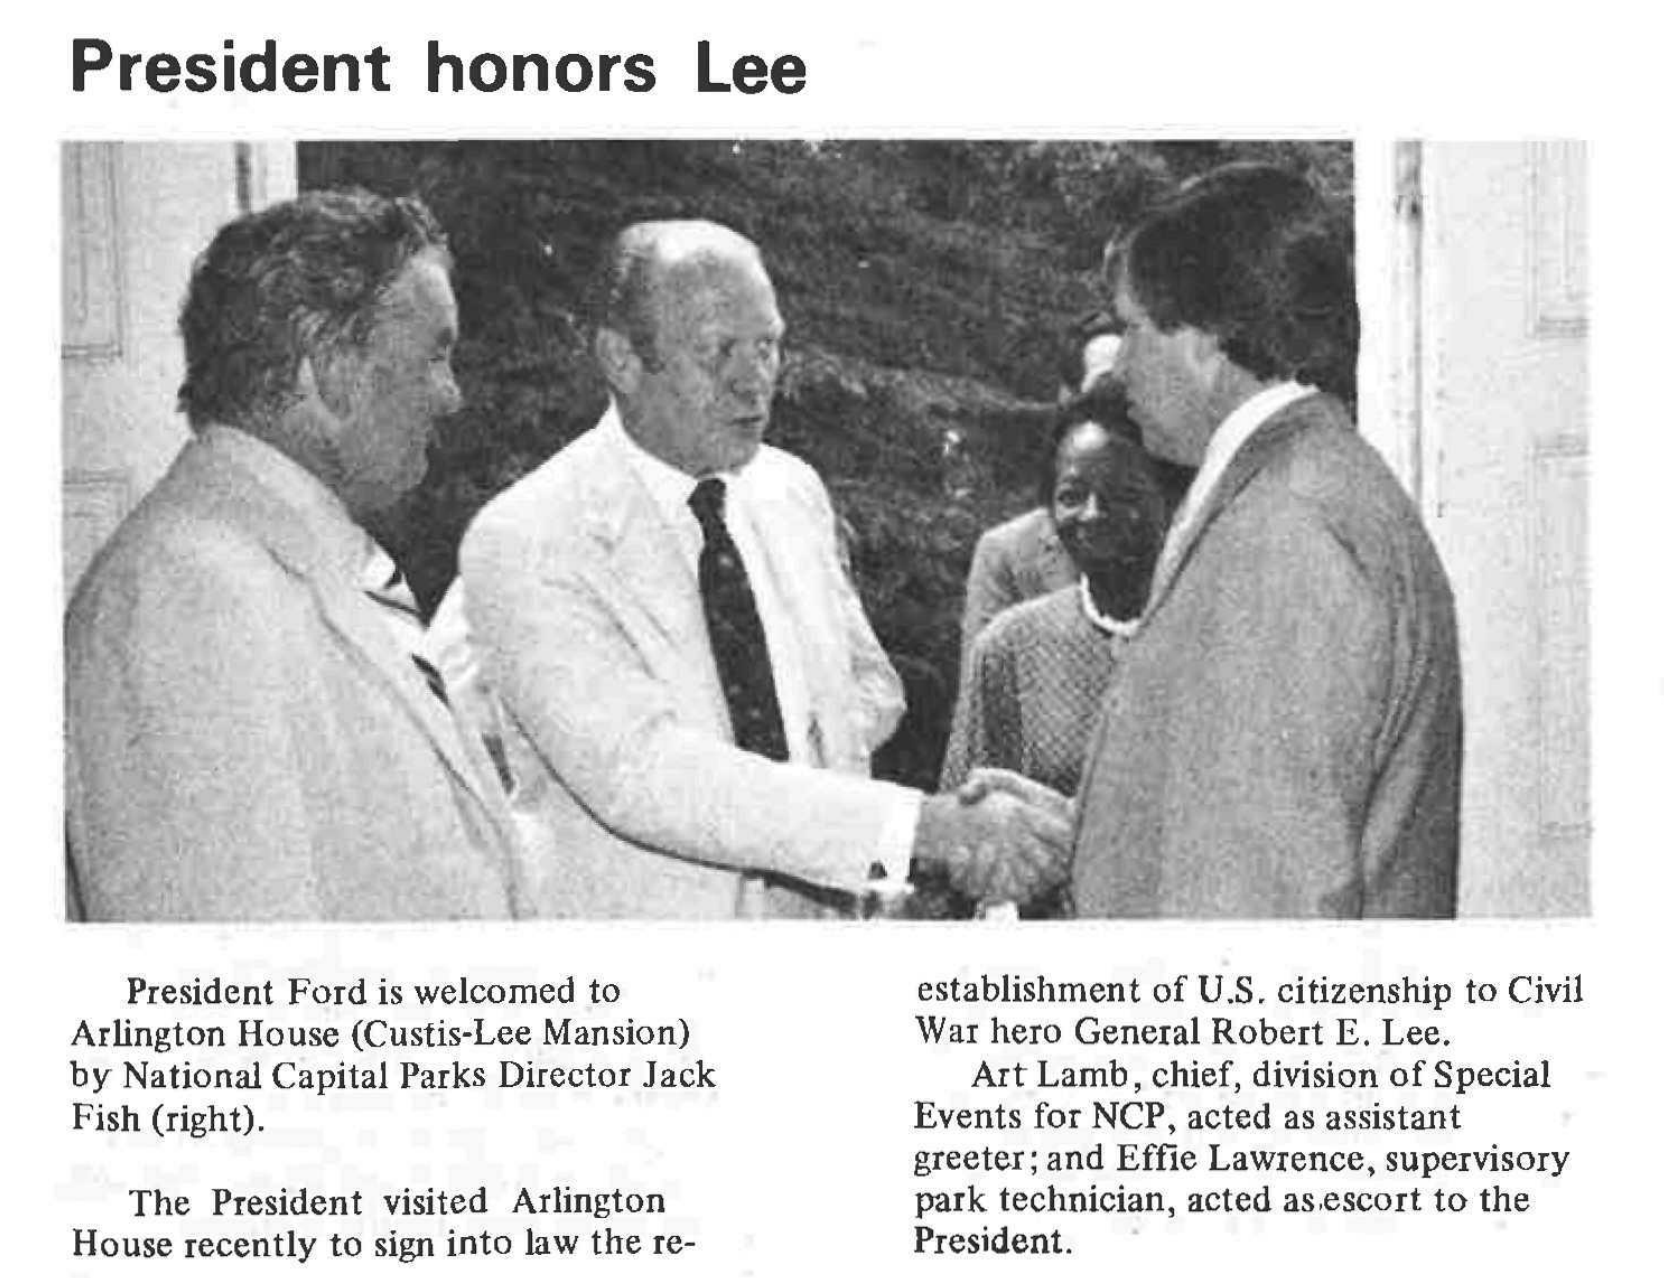 President honors Lee
President Ford is welcomed to
Arlington House (Custis-Lee Mansion)
by National Capital Parks Director Jack
Fish (right).
The President visited Arlington
House recently to sign into law the re-
establishment of U.S. citizenship to Civil
War hero General Robert E. Lee.
Art Lamb, chief, division of Special
Events for NCP, acted as assistant
greeter; and Effie Lawrence, supervisory
park technician, acted as escort to the
President.